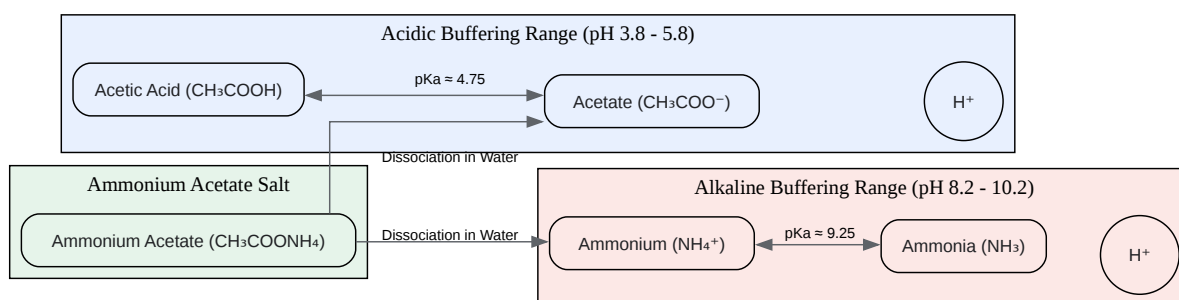 Acidic Buffering Range (pH 3.8 - 5.8)
Acetic Acid (CH₃COOH)
pKa ≈ 4.75
Acetate (CH₃COO⁻)
H⁺
Dissociation in Water
Ammonium Acetate Salt
Ammonium Acetate (CH₃COONH₄)
Dissociation in Water
Alkaline Buffering Range (pH 8.2 - 10.2)
Ammonium (NH₄⁺)
pKa ≈ 9.25
Ammonia (NH₃)
H⁺